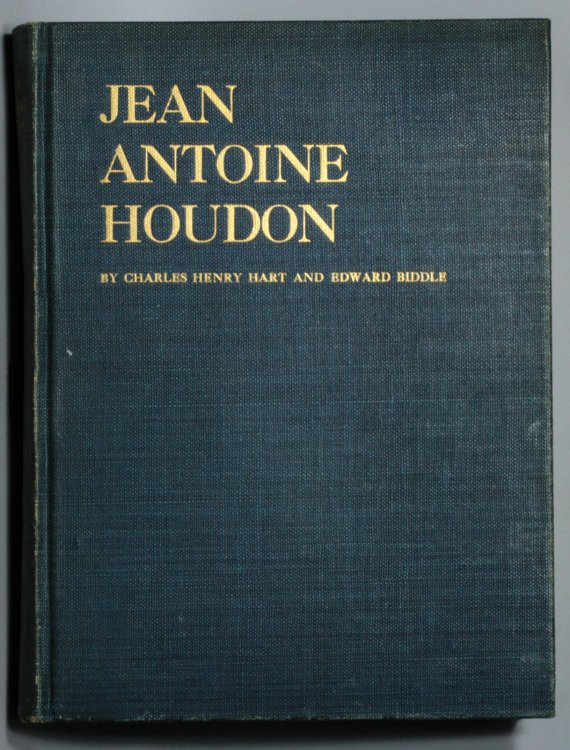 JEAN
ANTOINE
HOUDON
BY CHARLES HENRY HART AND EDWARD BIDDLE